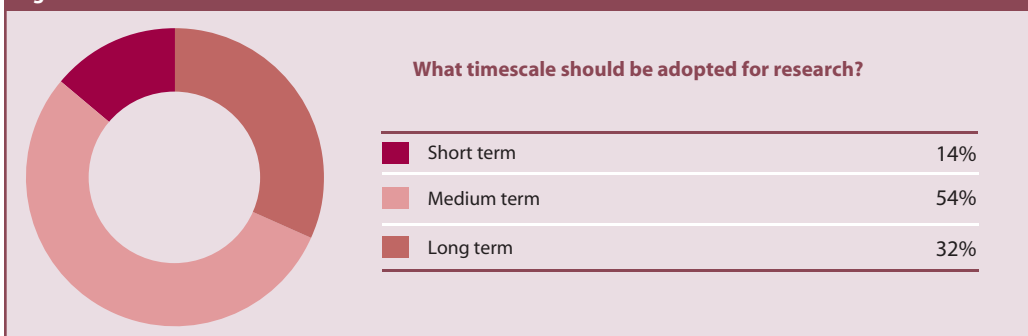 What timescale should be adopted for research?
Short term 14%
Medium term 54%
Long term 32%